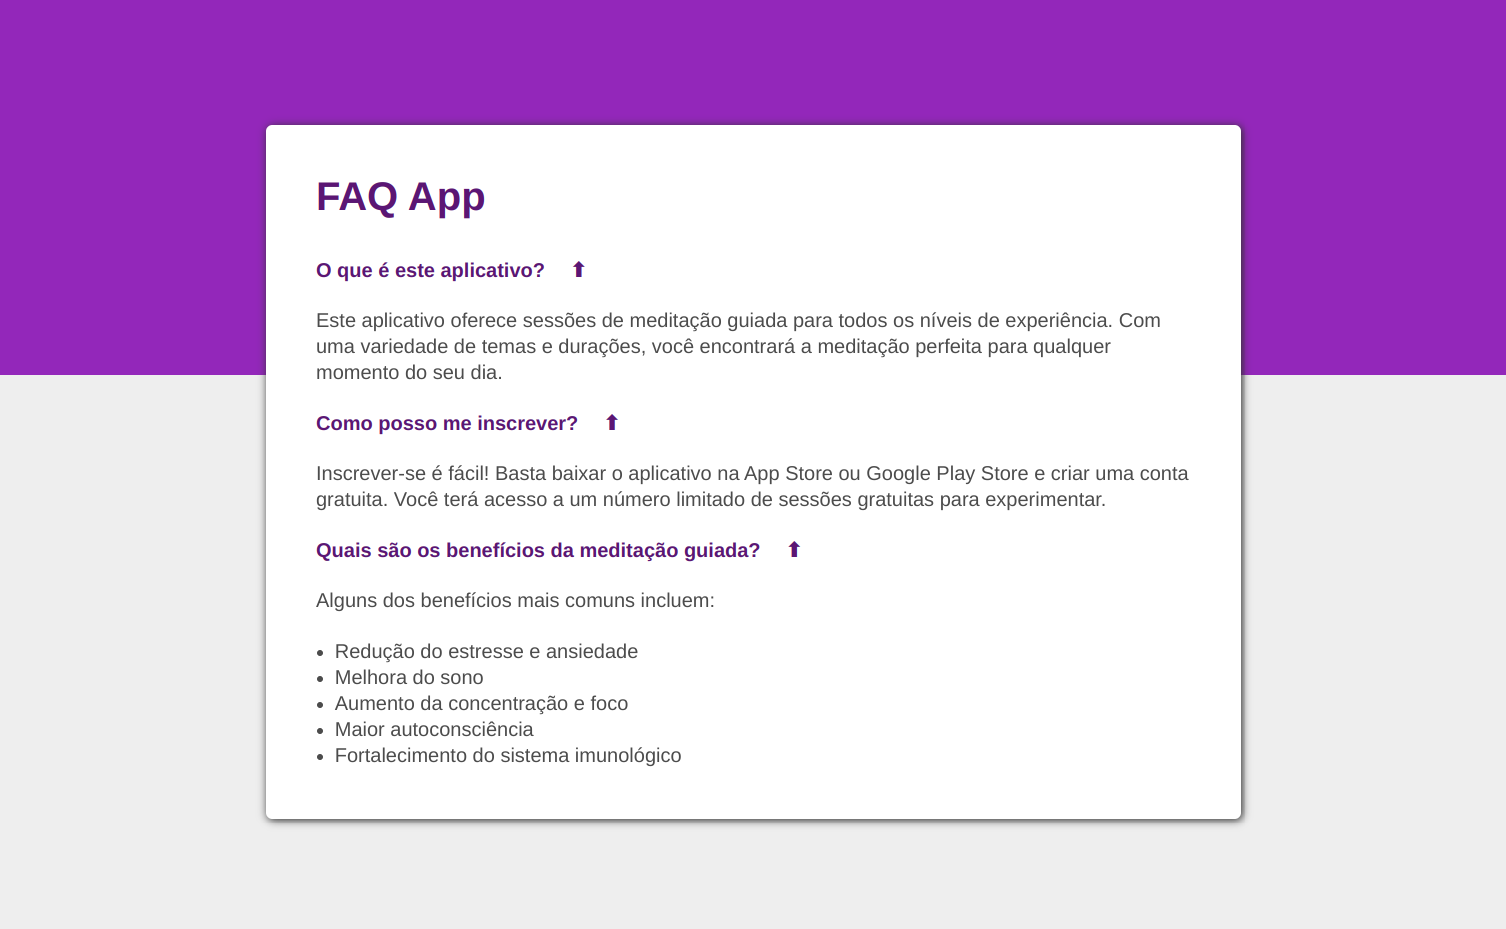 FAQ App
O que é este aplicativo? ⬆
Este aplicativo oferece sessões de meditação guiada para todos os níveis de experiência. Com
uma variedade de temas e durações, você encontrará a meditação perfeita para qualquer
momento do seu dia.
Como posso me inscrever? ⬆
Inscrever-se é fácil! Basta baixar o aplicativo na App Store ou Google Play Store e criar uma conta
gratuita. Você terá acesso a um número limitado de sessões gratuitas para experimentar.
Quais são os benefícios da meditação guiada? ⬆
Alguns dos benefícios mais comuns incluem:
• Redução do estresse e ansiedade
• Melhora do sono
• Aumento da concentração e foco
• Maior autoconsciência
• Fortalecimento do sistema imunológico